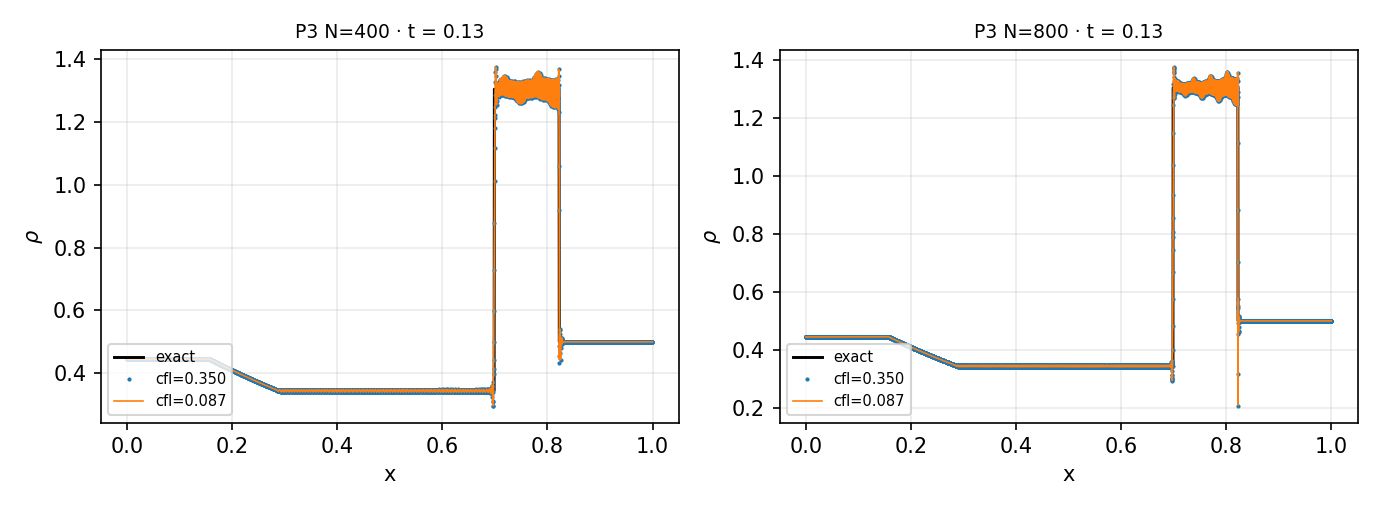 P3 N=400 · t = 0.13
1.4
1.2
1.0
0.8
0.6
0.4
ρ
exact
cfl=0.350
cfl=0.087
0.0 0.2 0.4 0.6 0.8 1.0
x
P3 N=800 · t = 0.13
1.4
1.2
1.0
0.8
0.6
0.4
0.2
ρ
exact
cfl=0.350
cfl=0.087
0.0 0.2 0.4 0.6 0.8 1.0
x